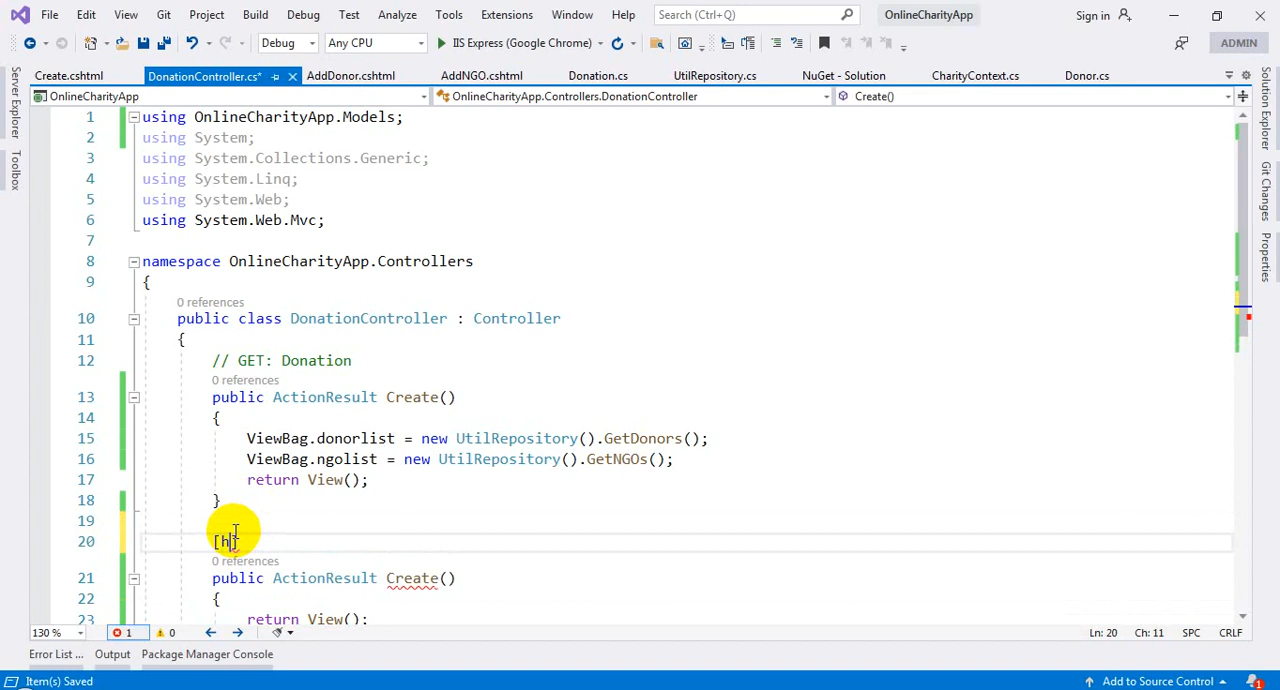 File Edit View Git Project Build Debug Test Analyze Tools Extensions Window Help Search (Ctrl+Q) OnlineCharityApp Sign in
Debug Any CPU IIS Express (Google Chrome) ADMIN
Create.cshtml DonationController.cs* AddDonor.cshtml AddNGO.cshtml Donation.cs UtilRepository.cs NuGet - Solution CharityContext.cs Donor.cs
OnlineCharityApp OnlineCharityApp.Controllers.DonationController Create()
Server Explorer
Toolbox
Solution Explorer
Git Changes
Properties
1 using OnlineCharityApp.Models;
2 using System;
3 using System.Collections.Generic;
4 using System.Linq;
5 using System.Web;
6 using System.Web.Mvc;
7
8 namespace OnlineCharityApp.Controllers
9 {
0 references
10 public class DonationController : Controller
11 {
12 // GET: Donation
0 references
13 public ActionResult Create()
14 {
15 ViewBag.donorlist = new UtilRepository().GetDonors();
16 ViewBag.ngolist = new UtilRepository().GetNGOs();
17 return View();
18 }
19
20 [h]
0 references
21 public ActionResult Create()
22 {
23 return View();
130 % 1 0 Ln: 20 Ch: 11 SPC CRLF
Error List ... Output Package Manager Console
Item(s) Saved Add to Source Control 1